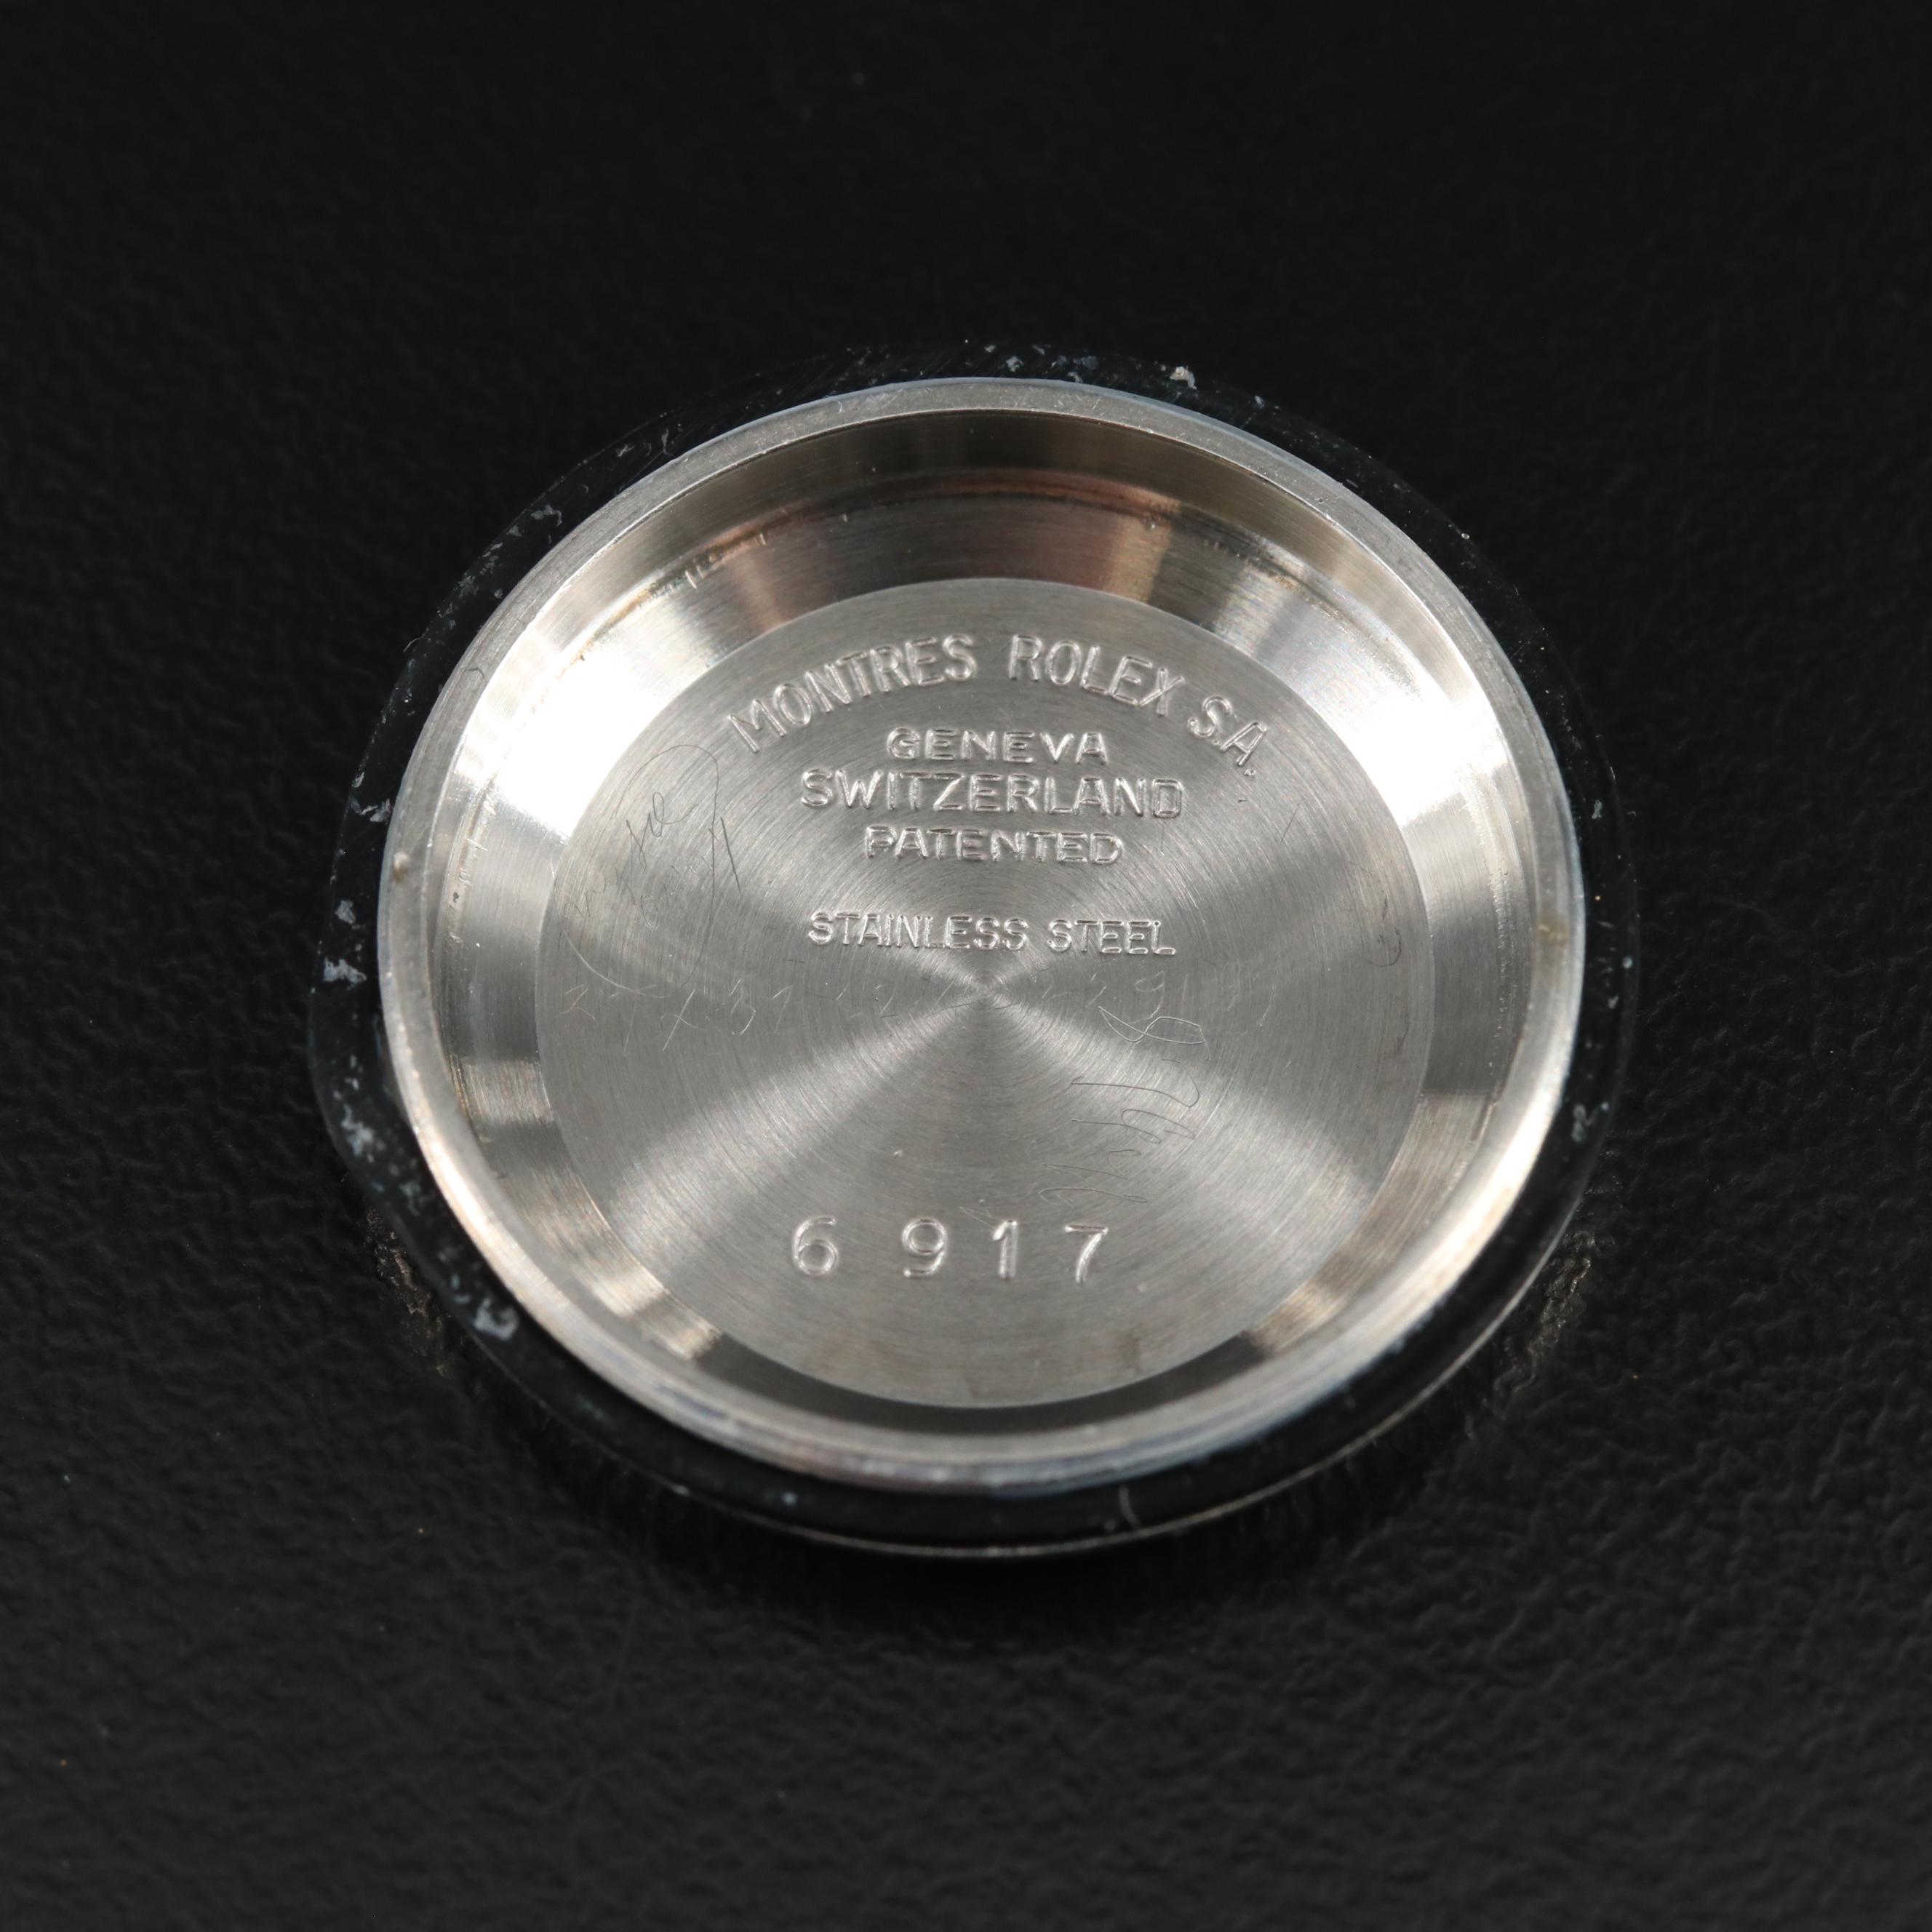 MONTRES ROLEX S.A.
GENEVA
SWITZERLAND
PATENTED
STAINLESS STEEL
6917